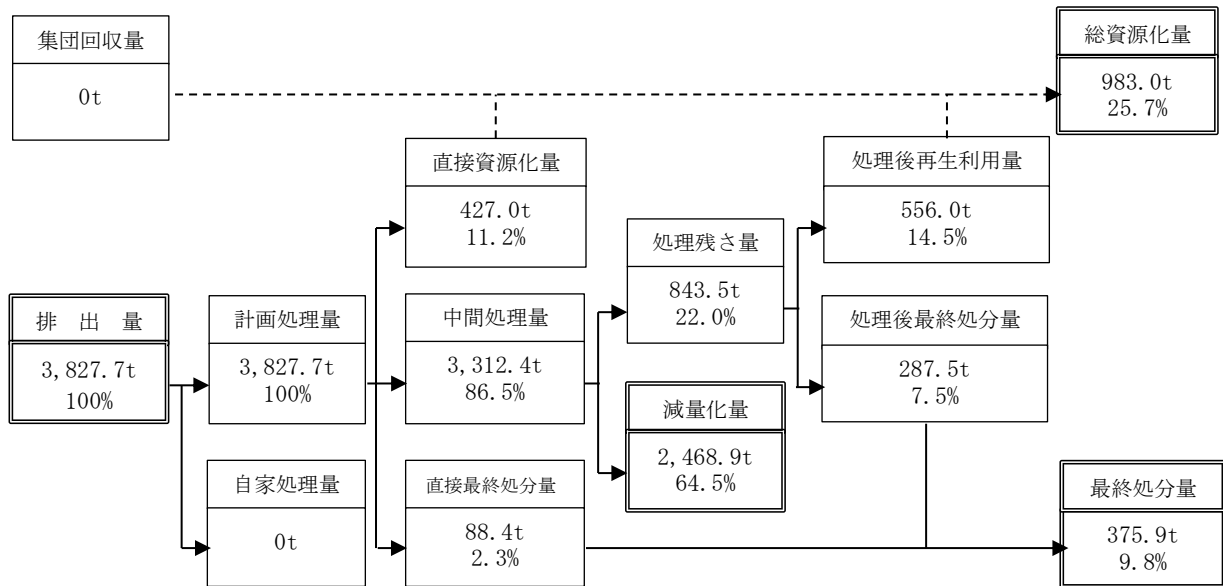 集団回収量
0t
総資源化量
983.0t
25.7%
直接資源化量
427.0t
11.2%
処理後再生利用量
556.0t
14.5%
処理残さ量
843.5t
22.0%
排 出 量
3,827.7t
100%
計画処理量
3,827.7t
100%
中間処理量
3,312.4t
86.5%
処理後最終処分量
287.5t
7.5%
減量化量
2,468.9t
64.5%
自家処理量
0t
直接最終処分量
88.4t
2.3%
最終処分量
375.9t
9.8%